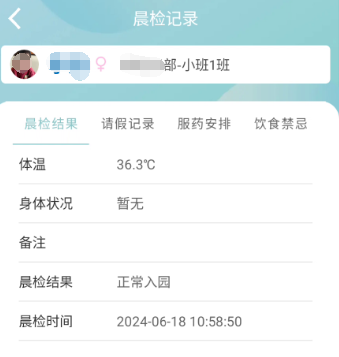 晨检记录
部-小班1班
晨检结果 请假记录 服药安排 饮食禁忌
体温 36.3℃
身体状况 暂无
备注
晨检结果 正常入园
晨检时间 2024-06-18 10:58:50